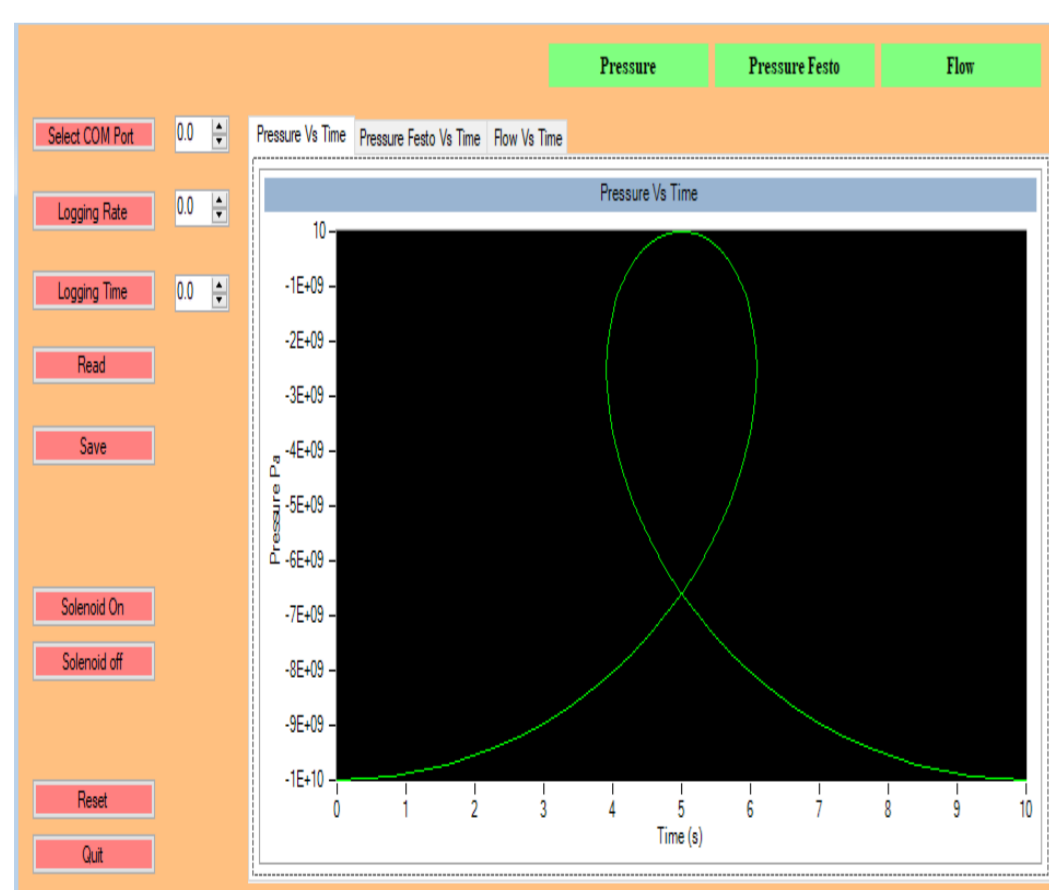 Pressure
Pressure Festo
Flow
Select COM Port
0.0
Logging Rate
0.0
Logging Time
0.0
Read
Save
Solenoid On
Solenoid off
Reset
Quit
Pressure Vs Time
Pressure Festo Vs Time
Flow Vs Time
Pressure Vs Time
Pressure Pa
10
-1E+09
-2E+09
-3E+09
-4E+09
-5E+09
-6E+09
-7E+09
-8E+09
-9E+09
-1E+10
0 1 2 3 4 5 6 7 8 9 10
Time (s)